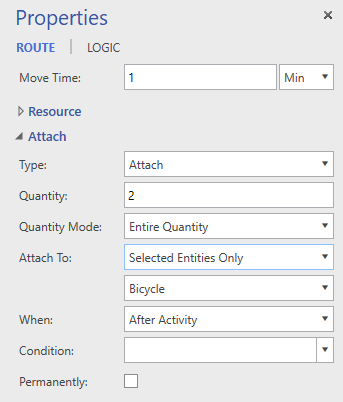 Properties
ROUTE LOGIC
Move Time: 1 Min
Resource
Attach
Type: Attach
Quantity: 2
Quantity Mode: Entire Quantity
Attach To: Selected Entities Only
Bicycle
When: After Activity
Condition:
Permanently: